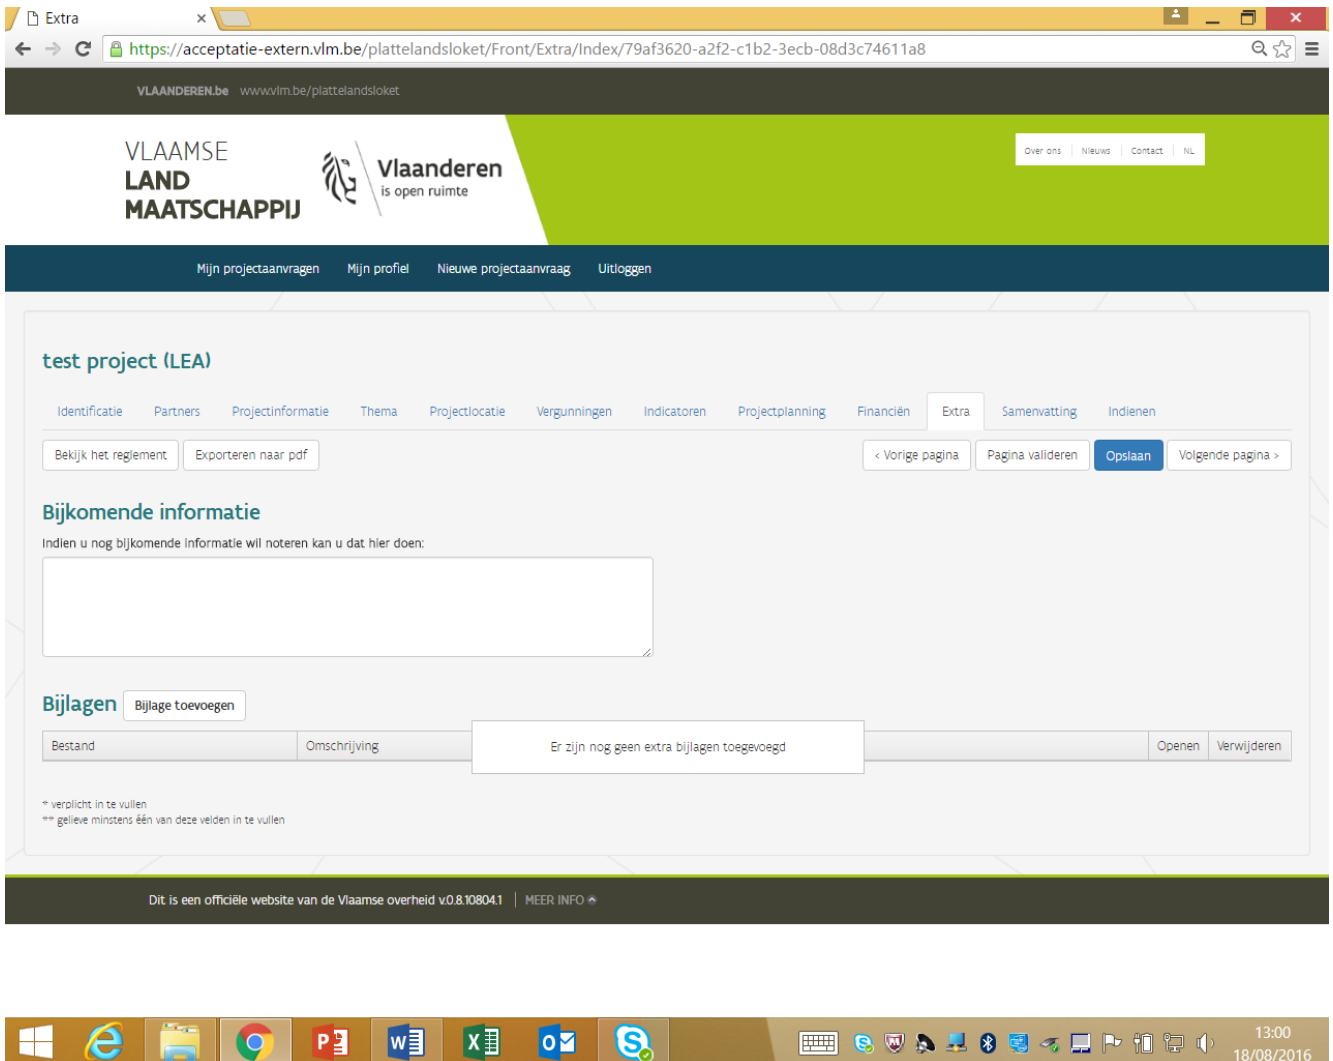 Extra
https://acceptatie-extern.vlm.be/plattelandsloket/Front/Extra/Index/79af3620-a2f2-c1b2-3ecb-08d3c74611a8
VLAANDEREN.be www.vlm.be/plattelandsloket
VLAAMSE
LAND
MAATSCHAPPIJ
Vlaanderen
is open ruimte
Over ons Nieuws Contact NL
Mijn projectaanvragen Mijn profiel Nieuwe projectaanvraag Uitloggen
test project (LEA)
Identificatie Partners Projectinformatie Thema Projectlocatie Vergunningen Indicatoren Projectplanning Financiën Extra Samenvatting Indienen
Bekijk het reglement Exporteren naar pdf < Vorige pagina Pagina valideren Opslaan Volgende pagina >
Bijkomende informatie
Indien u nog bijkomende informatie wil noteren kan u dat hier doen:
Bijlagen Bijlage toevoegen
Bestand Omschrijving Er zijn nog geen extra bijlagen toegevoegd Openen Verwijderen
* verplicht in te vullen
** gelieve minstens één van deze velden in te vullen
Dit is een officiële website van de Vlaamse overheid v.0.8.10804.1 MEER INFO
13:00
18/08/2016